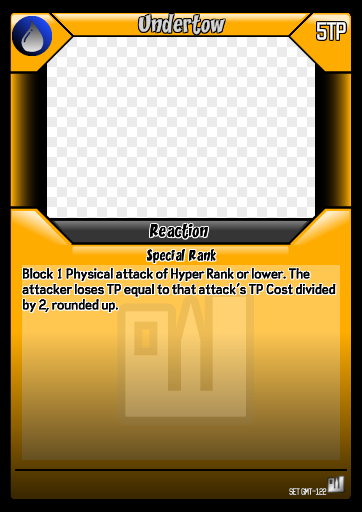 Undertow
5TP
Reaction
Special Rank
Block 1 Physical attack of Hyper Rank or lower. The
attacker loses TP equal to that attack's TP Cost divided
by 2, rounded up.
SET GMT-122